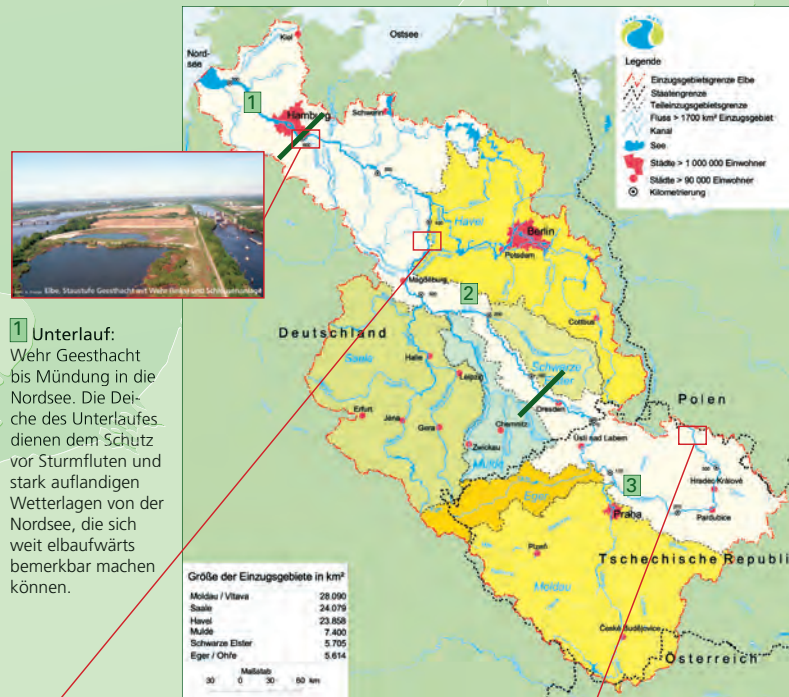 Nord-
see
Kiel
Ostsee
1
Hamburg
Schwerin
Havel
Berlin
Potsdam
Magdeburg
2
Cottbus
Deutschland
Saale
Halle
Leipzig
Schwarze
Elster
Erfurt
Jena
Gera
Chemnitz
Zwickau
Mulde
Dresden
Polen
Ústí nad Labem
3
Eger
Praha
Hradec Králové
Pardubice
Plzeň
Tschechische Republi
Moldau
České Budějovice
Österreich
Legende
Einzugsgebietsgrenze Elbe
Staatengrenze
Teileinzugsgebietsgrenze
Fluss > 1700 km² Einzugsgebiet
Kanal
See
Städte > 1 000 000 Einwohner
Städte > 90 000 Einwohner
Kilometrierung
Elbe, Staustufe Geesthacht mit Wehr (links) und Schleusenanlage
1 Unterlauf:
Wehr Geesthacht
bis Mündung in die
Nordsee. Die Dei-
che des Unterlaufes
dienen dem Schutz
vor Sturmfluten und
stark auflandigen
Wetterlagen von der
Nordsee, die sich
weit elbaufwärts
bemerkbar machen
können.
Größe der Einzugsgebiete in km²
Moldau / Vltava 28.090
Saale 24.079
Havel 23.858
Mulde 7.400
Schwarze Elster 5.705
Eger / Ohře 5.614
Maßstab
30 0 30 60 km